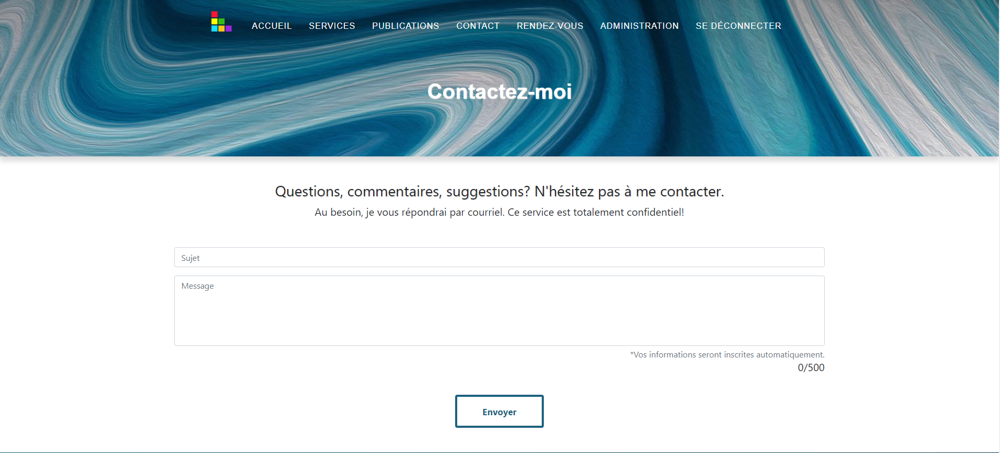 ACCUEIL SERVICES PUBLICATIONS CONTACT RENDEZ-VOUS ADMINISTRATION SE DÉCONNECTER
Contactez-moi
Questions, commentaires, suggestions? N'hésitez pas à me contacter.
Au besoin, je vous répondrai par courriel. Ce service est totalement confidentiel!
Sujet
Message
*Vos informations seront inscrites automatiquement.
0/500
Envoyer